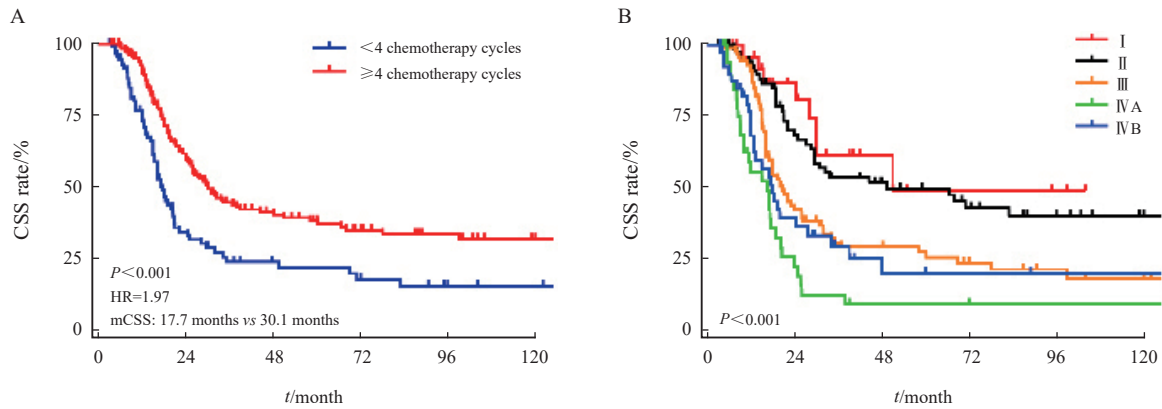 A
CSS rate/%
100
75
50
25
0
<4 chemotherapy cycles
≥4 chemotherapy cycles
P<0.001
HR=1.97
mCSS: 17.7 months vs 30.1 months
0 24 48 72 96 120
t/month
B
CSS rate/%
100
75
50
25
0
Ⅰ
Ⅱ
Ⅲ
ⅣA
ⅣB
P<0.001
0 24 48 72 96 120
t/month